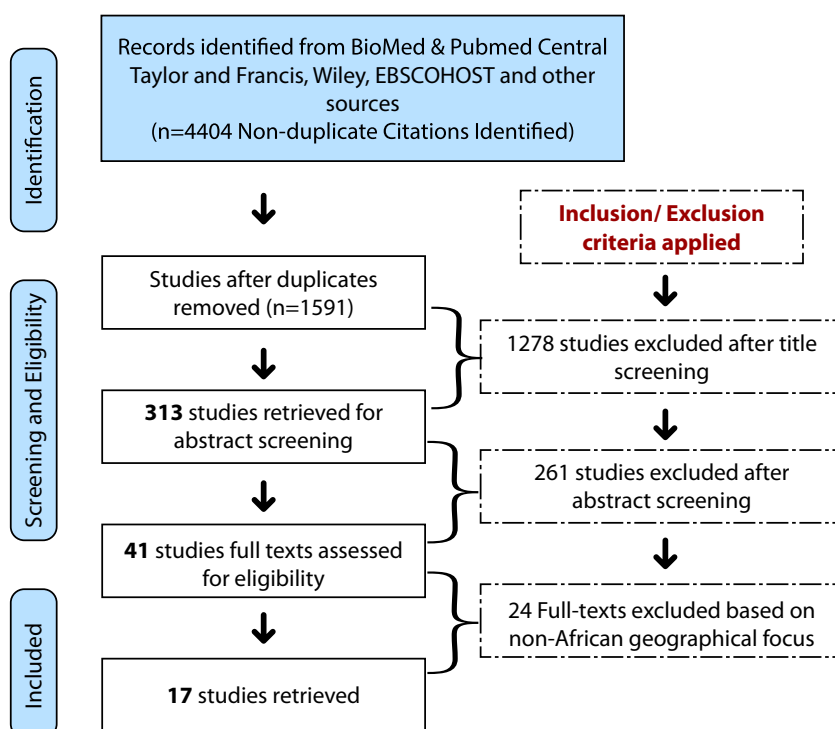 Identification
Records identified from BioMed & Pubmed Central
Taylor and Francis, Wiley, EBSCOHOST and other
sources
(n=4404 Non-duplicate Citations Identified)
Inclusion/ Exclusion
criteria applied
Screening and Eligibility
Studies after duplicates
removed (n=1591)
1278 studies excluded after title
screening
313 studies retrieved for
abstract screening
261 studies excluded after
abstract screening
41 studies full texts assessed
for eligibility
24 Full-texts excluded based on
non-African geographical focus
Included
17 studies retrieved